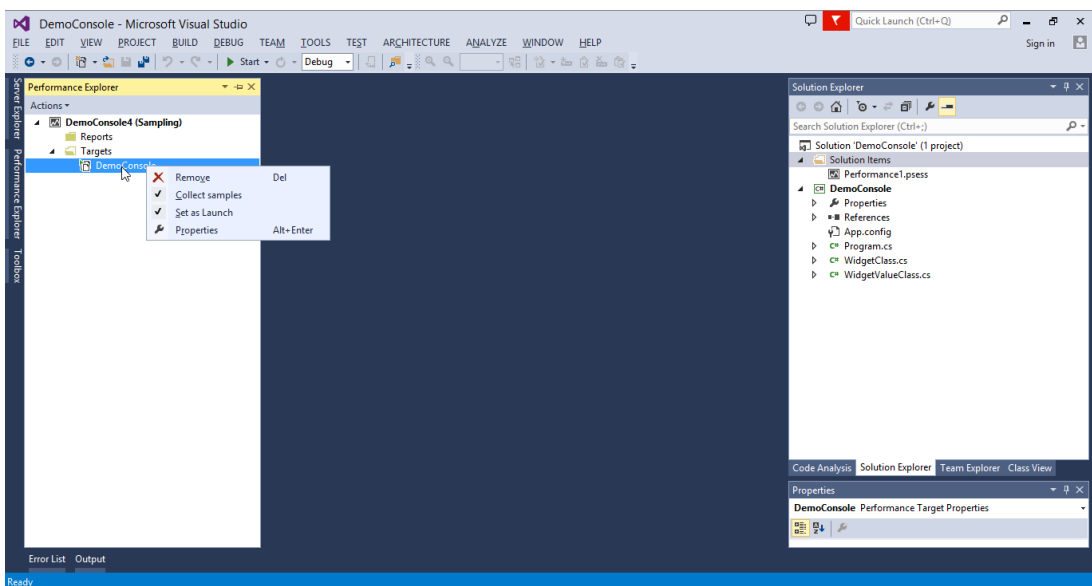 DemoConsole - Microsoft Visual Studio
Quick Launch (Ctrl+Q)
FILE EDIT VIEW PROJECT BUILD DEBUG TEAM TOOLS TEST ARCHITECTURE ANALYZE WINDOW HELP
Sign in
Start
Debug
Server Explorer
Performance Explorer
Toolbox
Performance Explorer
Actions
DemoConsole4 (Sampling)
Reports
Targets
DemoConsole
Remove Del
Collect samples
Set as Launch
Properties Alt+Enter
Solution Explorer
Search Solution Explorer (Ctrl+;)
Solution 'DemoConsole' (1 project)
Solution Items
Performance1.psess
C# DemoConsole
Properties
References
App.config
C# Program.cs
C# WidgetClass.cs
C# WidgetValueClass.cs
Code Analysis Solution Explorer Team Explorer Class View
Properties
DemoConsole Performance Target Properties
Error List Output
Ready